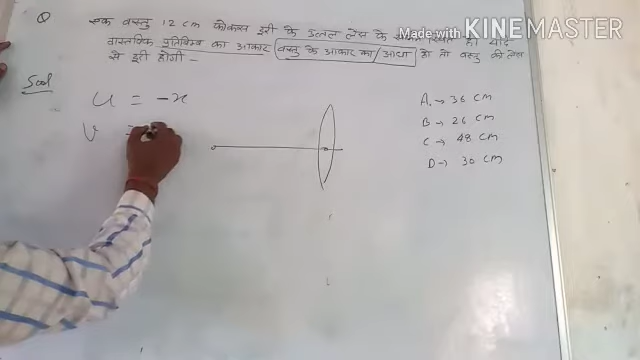 Q एक वस्तु 12 cm फोकस दूरी के उत्तल लेंस के
वास्तविक प्रतिबिम्ब का आकार वस्तु के आकार का आधा हो तो वस्तु की लेंस
से दूरी होगी -
Made with KINEMASTER
Sol
u = -x
v =
A → 36 cm
B → 26 cm
C → 48 cm
D → 30 cm